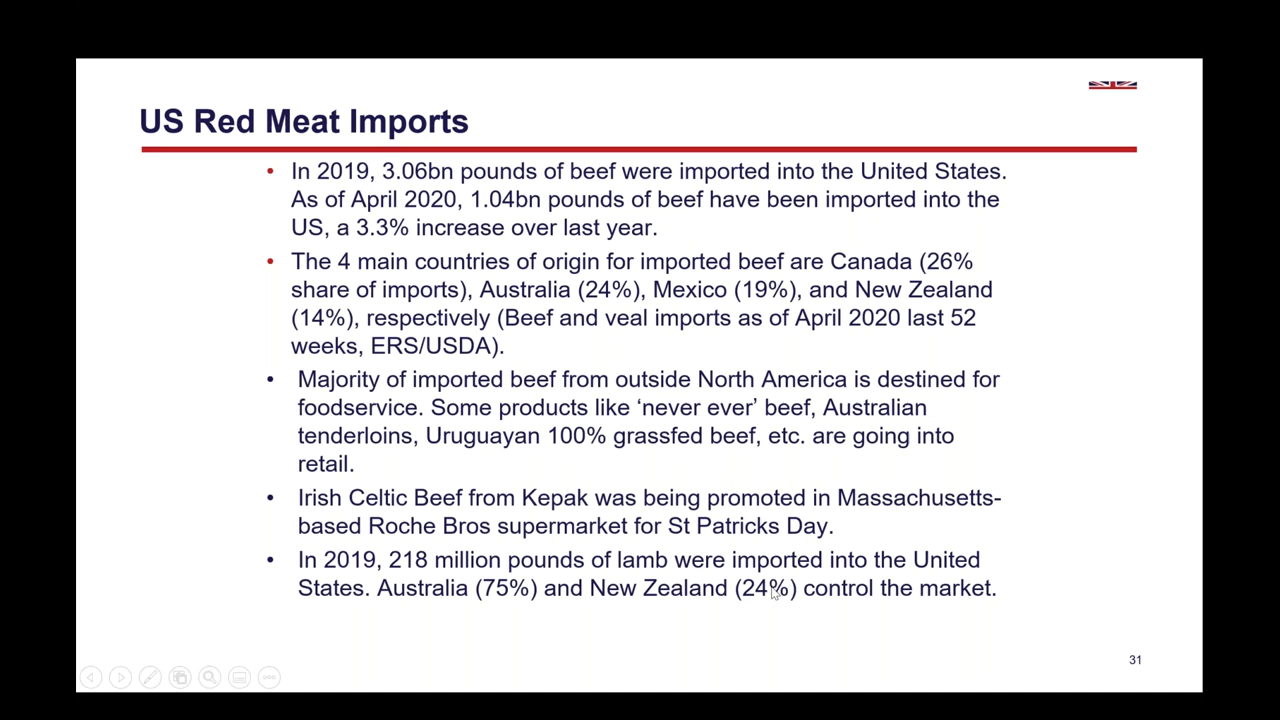 US Red Meat Imports
• In 2019, 3.06bn pounds of beef were imported into the United States.
As of April 2020, 1.04bn pounds of beef have been imported into the
US, a 3.3% increase over last year.
• The 4 main countries of origin for imported beef are Canada (26%
share of imports), Australia (24%), Mexico (19%), and New Zealand
(14%), respectively (Beef and veal imports as of April 2020 last 52
weeks, ERS/USDA).
• Majority of imported beef from outside North America is destined for
foodservice. Some products like ‘never ever’ beef, Australian
tenderloins, Uruguayan 100% grassfed beef, etc. are going into
retail.
• Irish Celtic Beef from Kepak was being promoted in Massachusetts-
based Roche Bros supermarket for St Patricks Day.
• In 2019, 218 million pounds of lamb were imported into the United
States. Australia (75%) and New Zealand (24%) control the market.
31